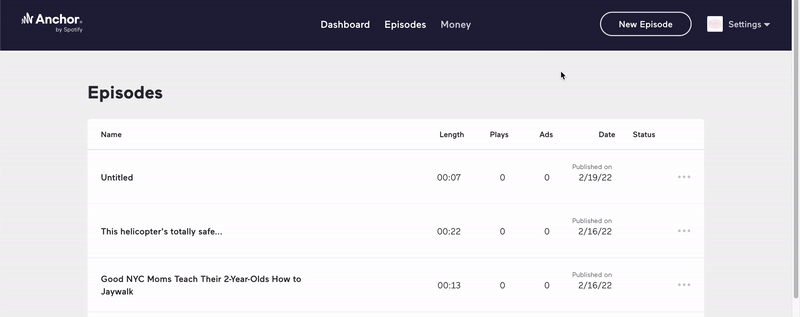 Anchor
by Spotify
Dashboard Episodes Money New Episode Settings
Episodes
Name Length Plays Ads Date Status
Untitled 00:07 0 0 Published on 2/19/22
This helicopter's totally safe... 00:22 0 0 Published on 2/16/22
Good NYC Moms Teach Their 2-Year-Olds How to
Jaywalk 00:13 0 0 Published on 2/16/22